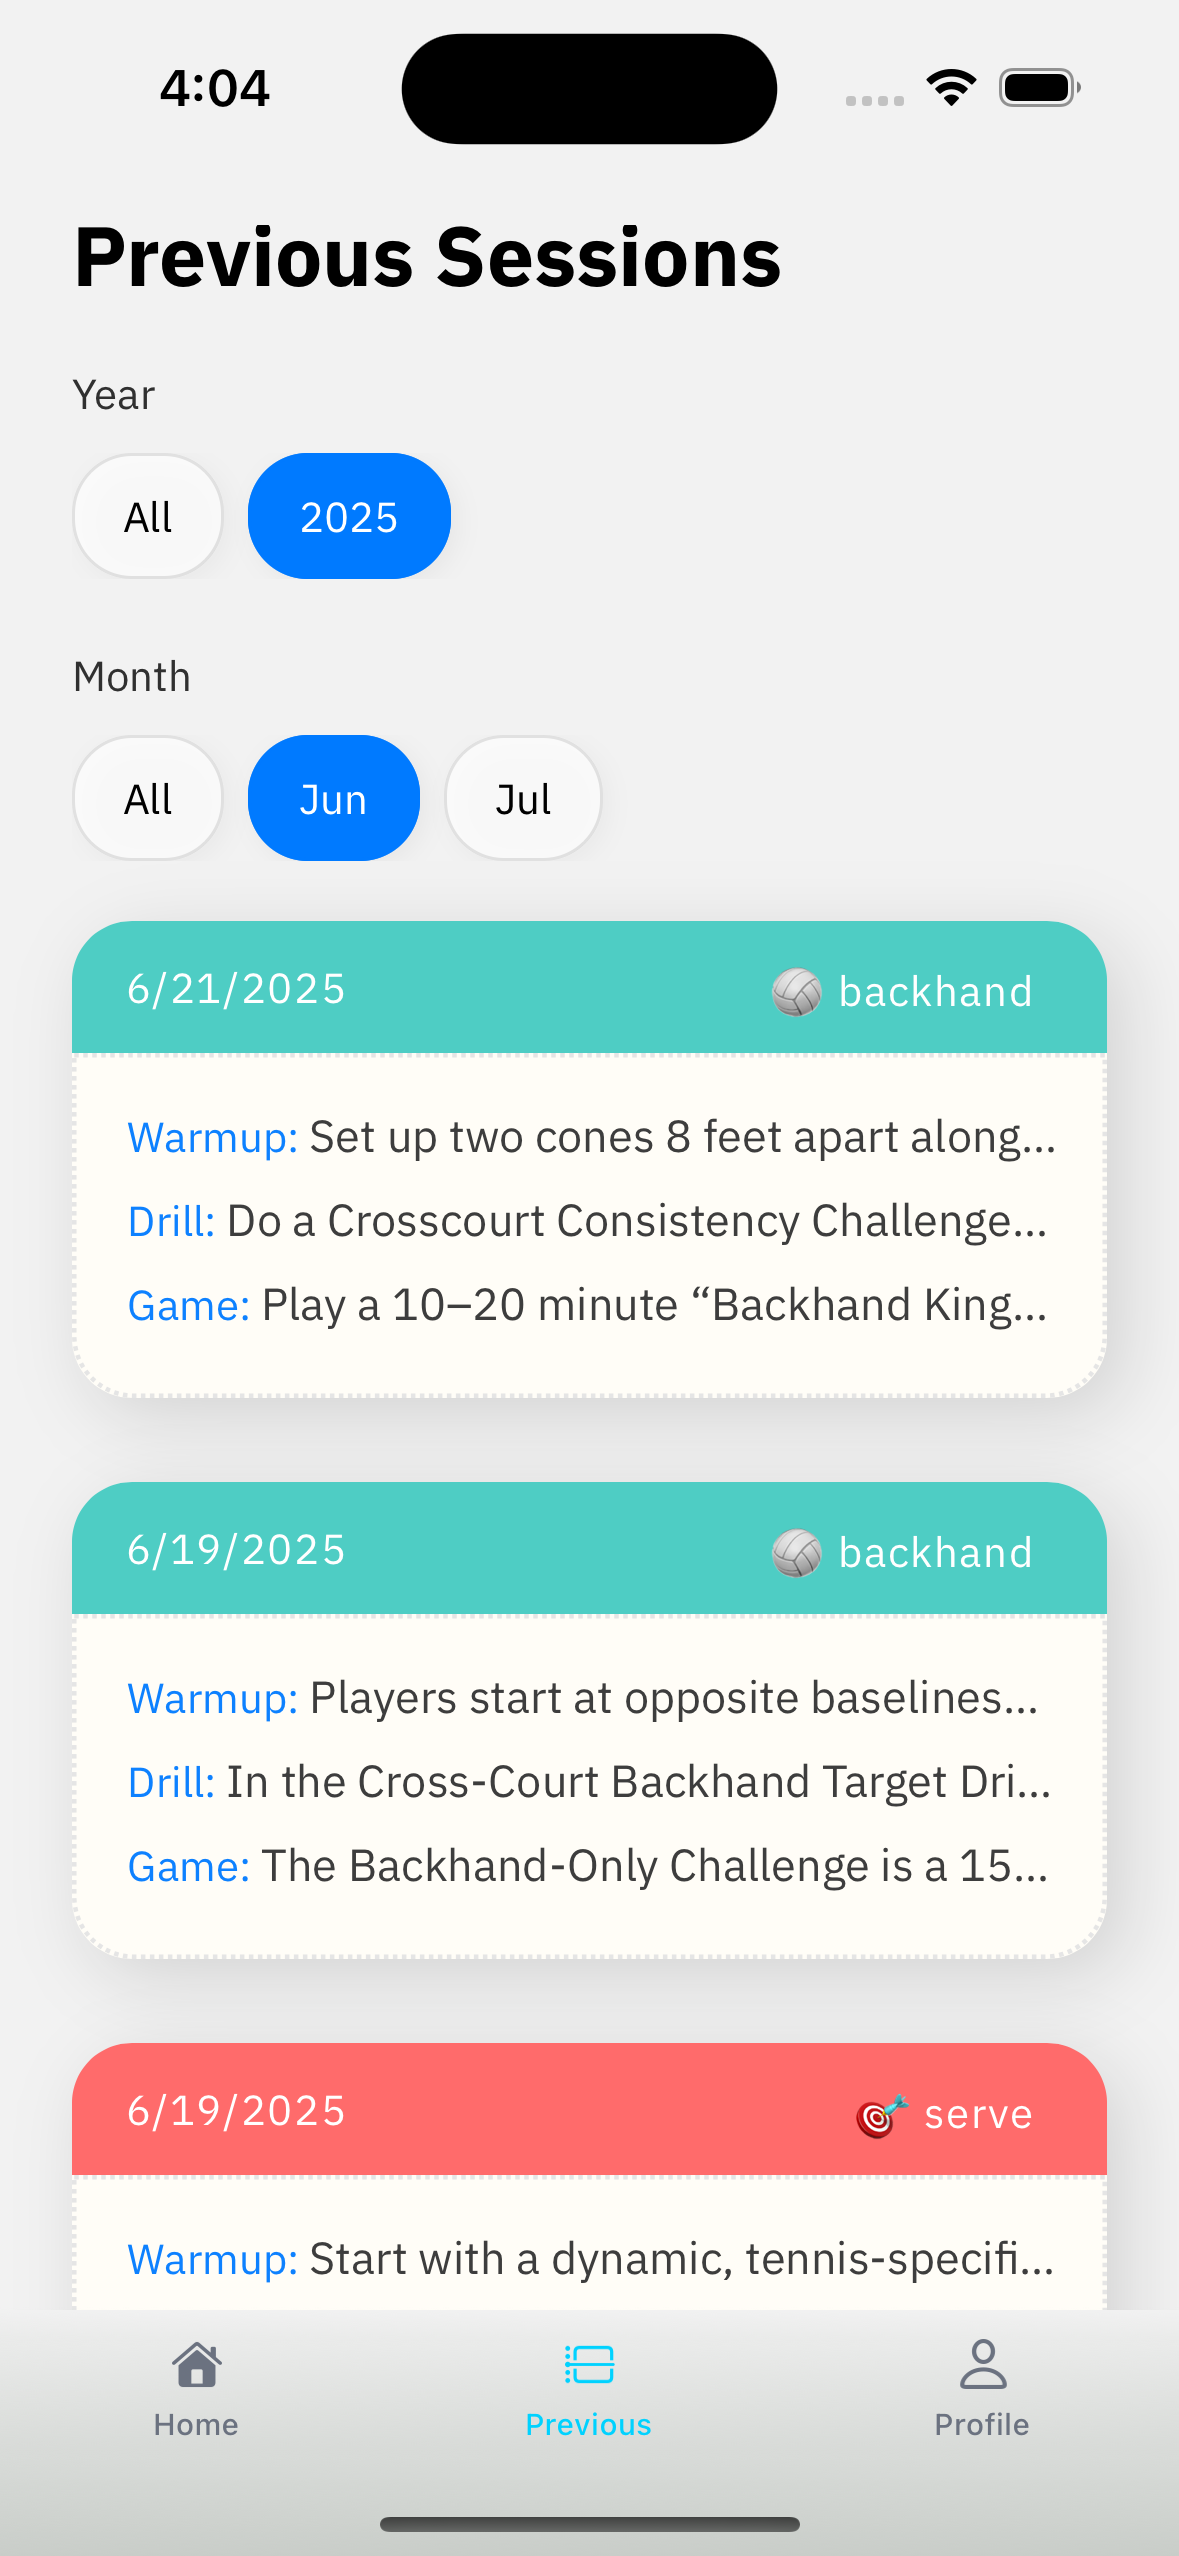 4:04
Previous Sessions
Year
All 2025
Month
All Jun Jul
6/21/2025 backhand
Warmup: Set up two cones 8 feet apart along...
Drill: Do a Crosscourt Consistency Challenge...
Game: Play a 10–20 minute “Backhand King...
6/19/2025 backhand
Warmup: Players start at opposite baselines...
Drill: In the Cross-Court Backhand Target Dri...
Game: The Backhand-Only Challenge is a 15...
6/19/2025 serve
Warmup: Start with a dynamic, tennis-specifi...
Home Previous Profile